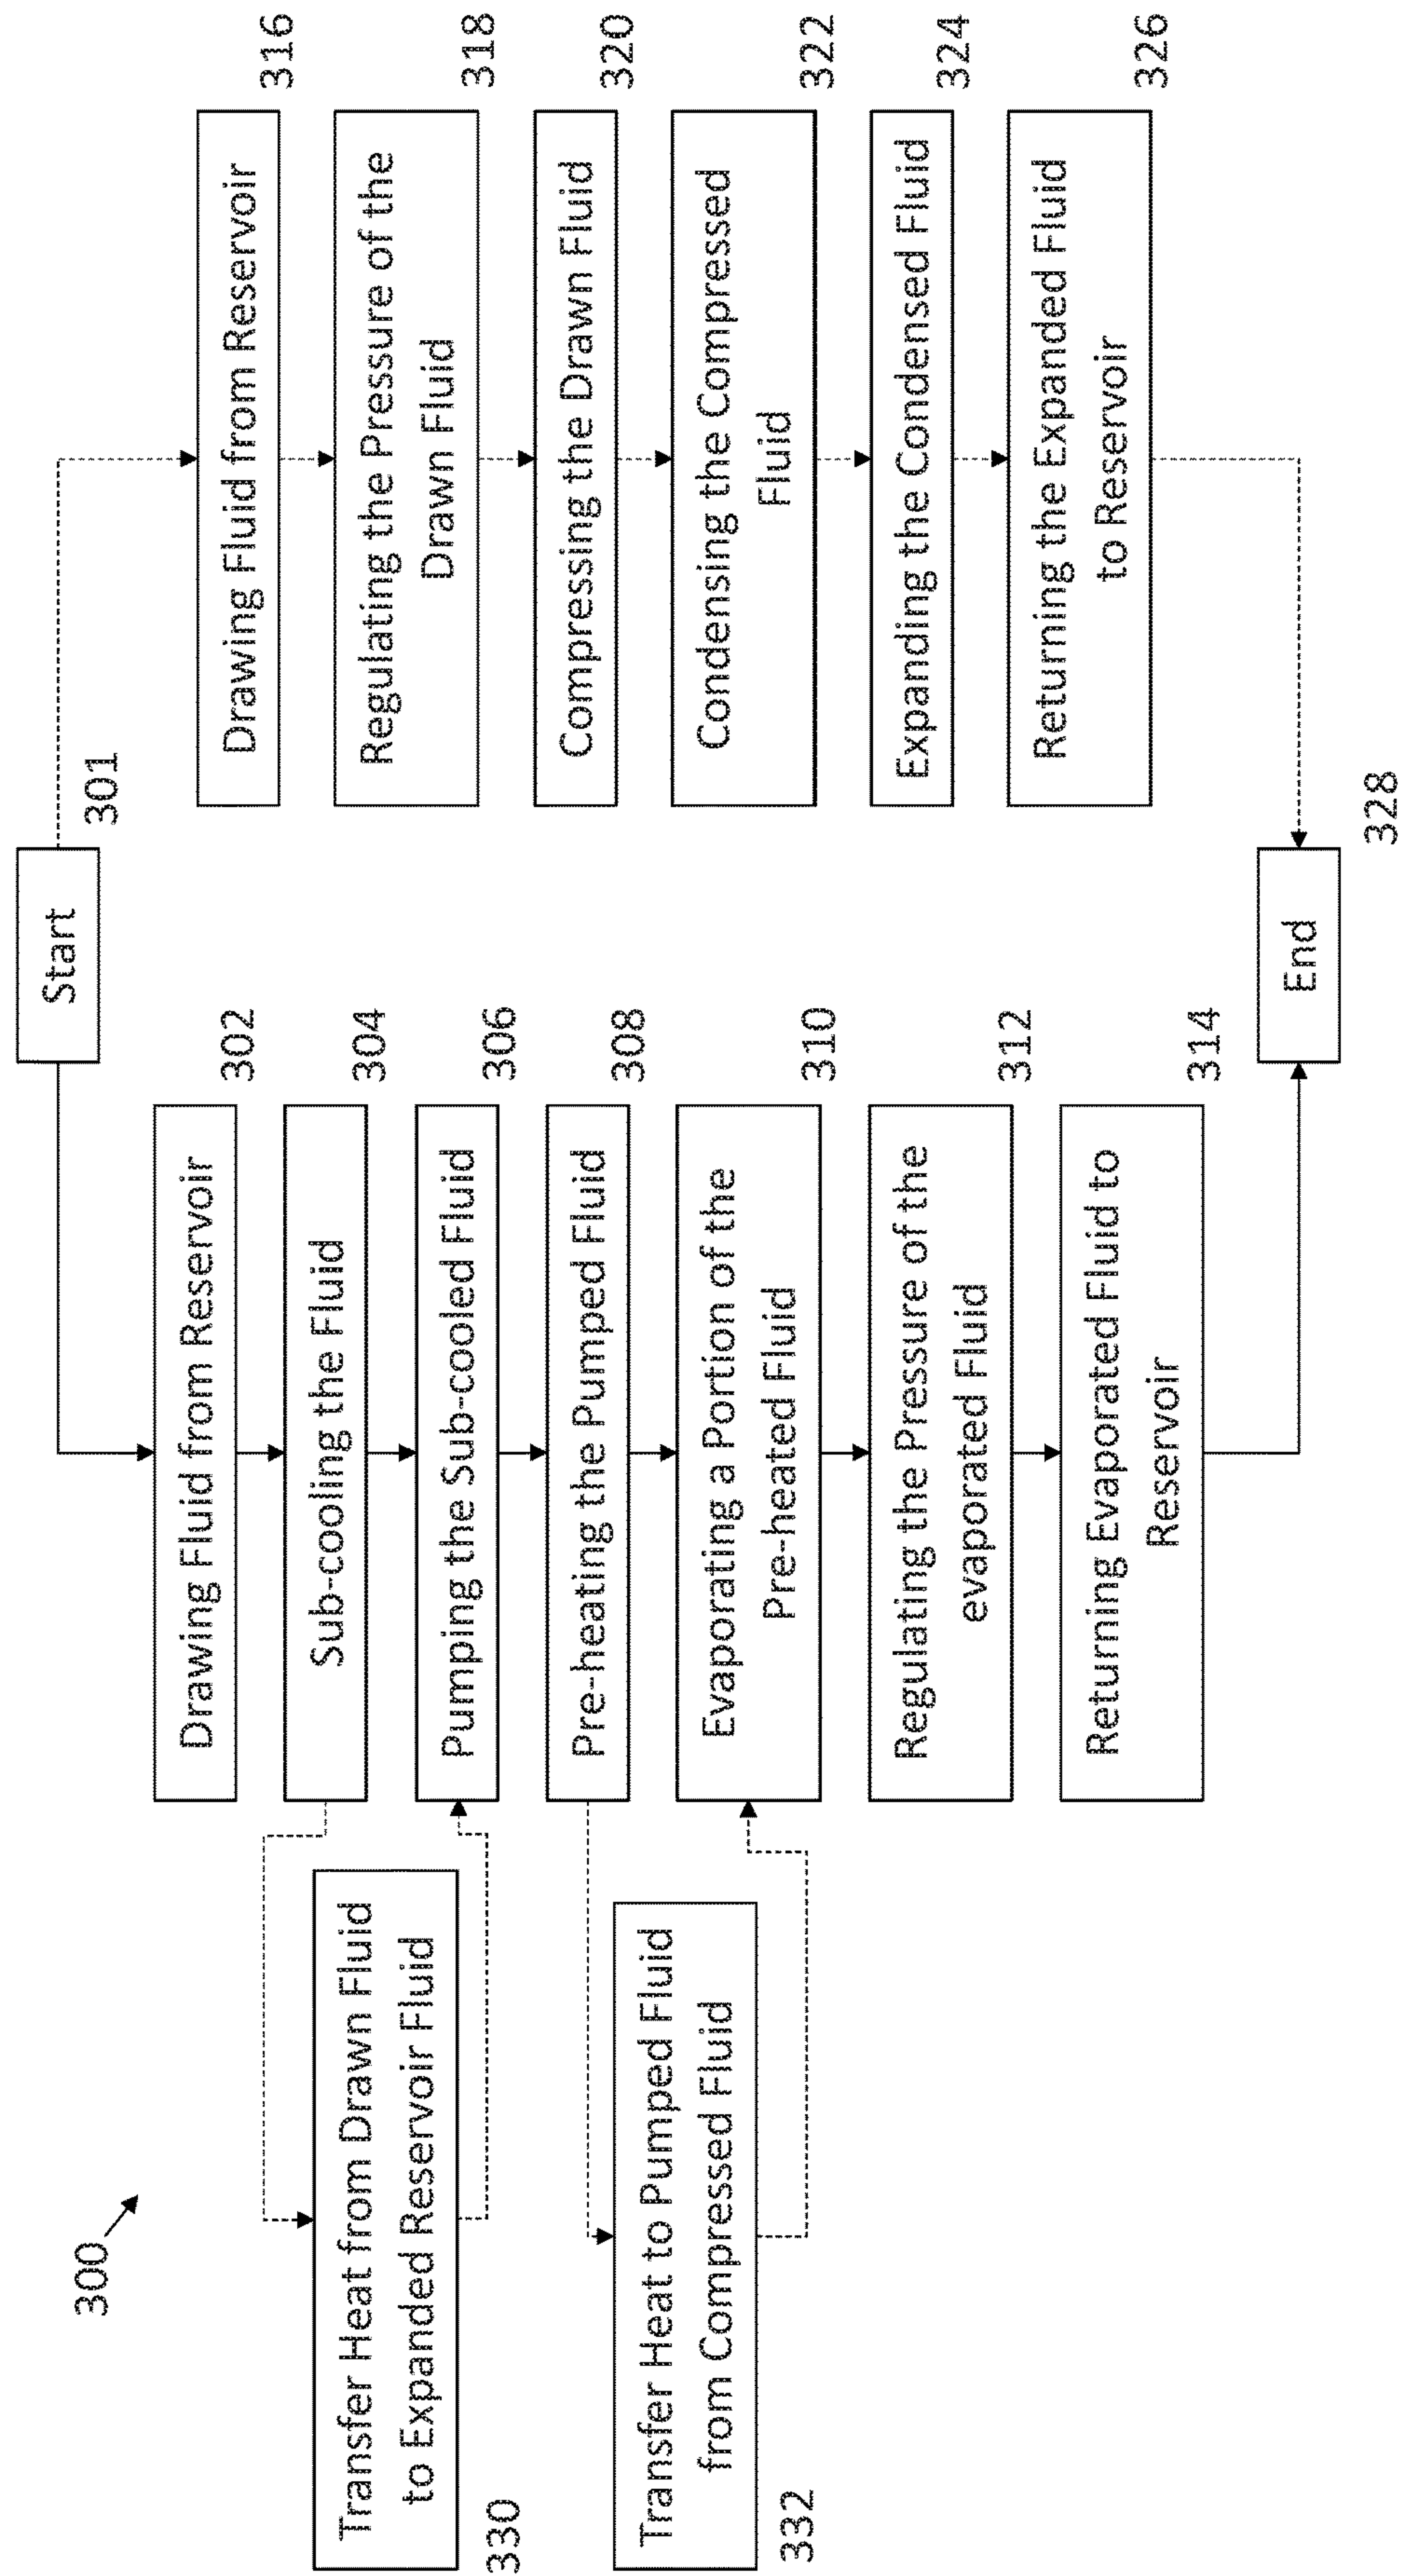 300
Start
301
Drawing Fluid from Reservoir
302
Sub-cooling the Fluid
304
Pumping the Sub-cooled Fluid
306
Pre-heating the Pumped Fluid
308
Evaporating a Portion of the
Pre-heated Fluid
310
Regulating the Pressure of the
evaporated Fluid
312
Returning Evaporated Fluid to
Reservoir
314
Transfer Heat from Drawn Fluid
to Expanded Reservoir Fluid
330
Transfer Heat to Pumped Fluid
from Compressed Fluid
332
Drawing Fluid from Reservoir
316
Regulating the Pressure of the
Drawn Fluid
318
Compressing the Drawn Fluid
320
Condensing the Compressed
Fluid
322
Expanding the Condensed Fluid
324
Returning the Expanded Fluid
to Reservoir
326
End
328